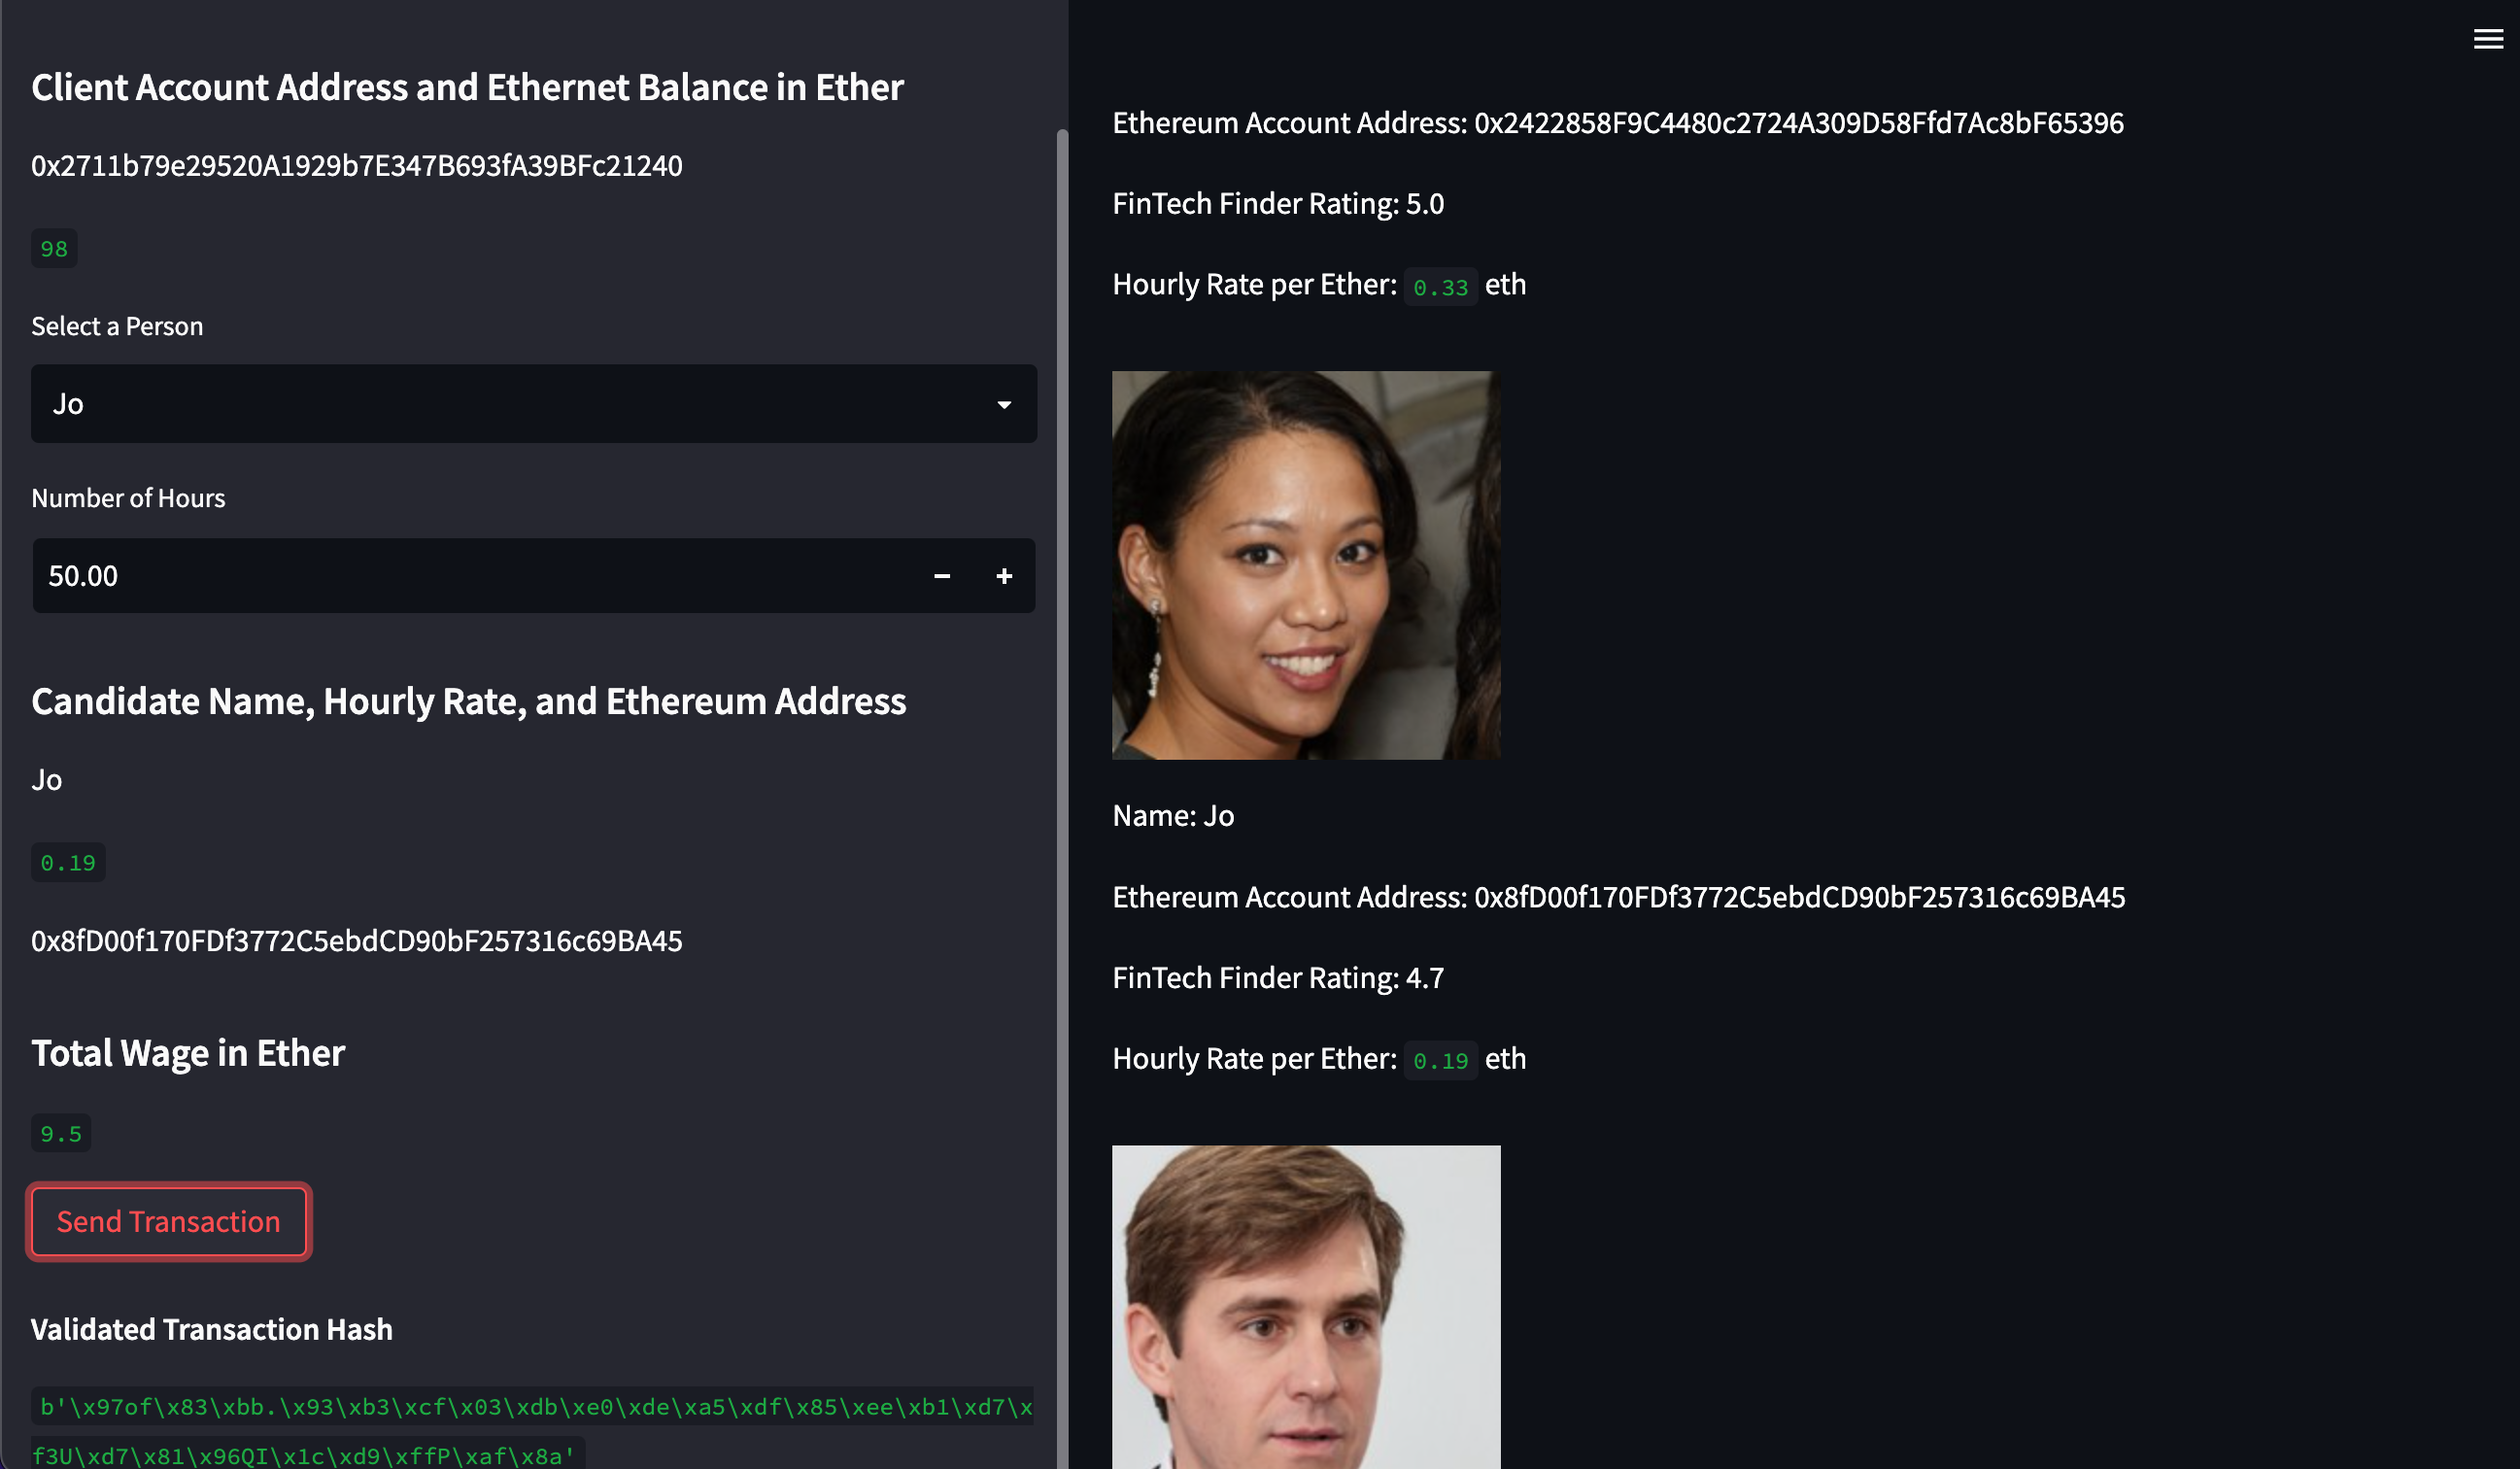 Client Account Address and Ethernet Balance in Ether
0x2711b79e29520A1929b7E347B693fA39BFc21240
98
Select a Person
Jo
Number of Hours
50.00
Candidate Name, Hourly Rate, and Ethereum Address
Jo
0.19
0x8fD00f170FDf3772C5ebdCD90bF257316c69BA45
Total Wage in Ether
9.5
Send Transaction
Validated Transaction Hash
b'\x97of\x83\xbb.\x93\xb3\xcf\x03\xdb\xe0\xde\xa5\xdf\x85\xee\xb1\xd7\x
f3U\xd7\x81\x96QI\x1c\xd9\xffP\xaf\x8a'
Ethereum Account Address: 0x2422858F9C4480c2724A309D58Ffd7Ac8bF65396
FinTech Finder Rating: 5.0
Hourly Rate per Ether: 0.33 eth
Name: Jo
Ethereum Account Address: 0x8fD00f170FDf3772C5ebdCD90bF257316c69BA45
FinTech Finder Rating: 4.7
Hourly Rate per Ether: 0.19 eth